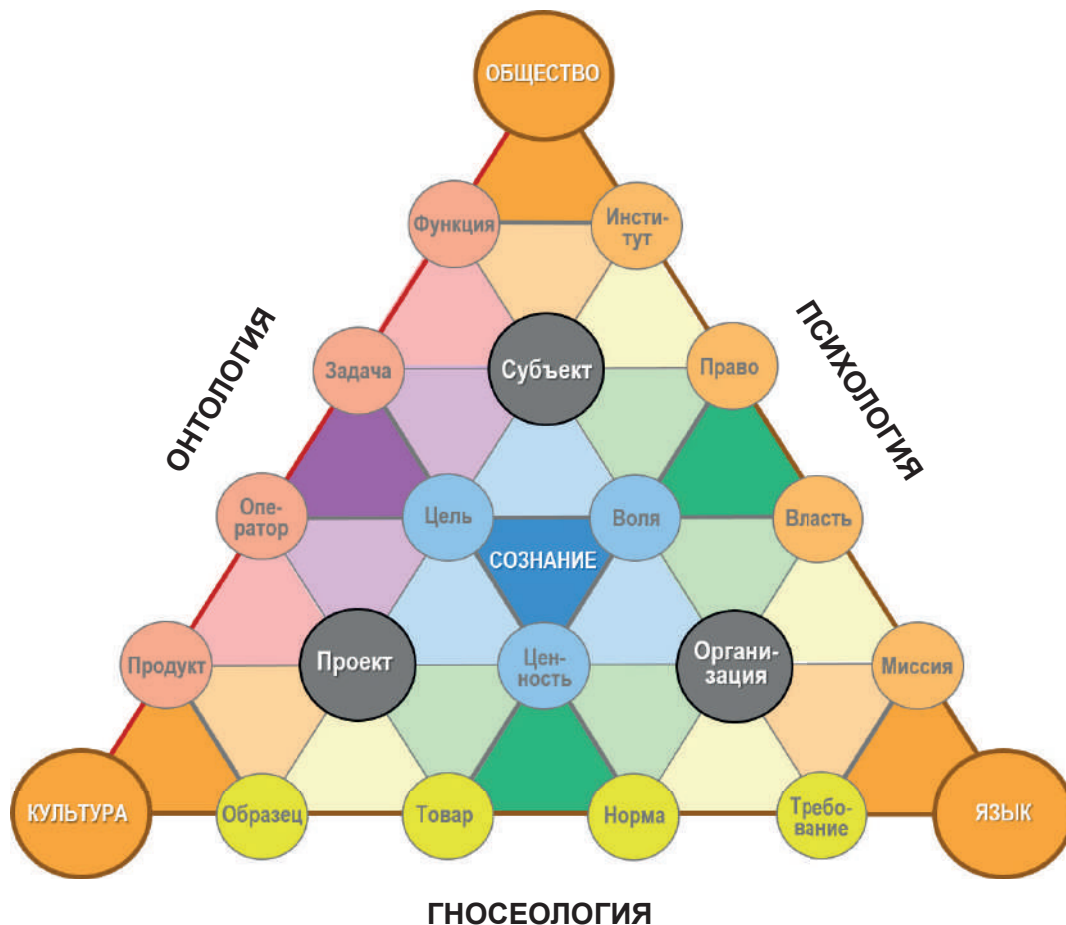 ОБЩЕСТВО
Функция
Инсти-
тут
ОНТОЛОГИЯ
ПСИХОЛОГИЯ
Задача
Субъект
Право
Опе-
ратор
Цель
Воля
Власть
СОЗНАНИЕ
Продукт
Проект
Цен-
ность
Органи-
зация
Миссия
КУЛЬТУРА
Образец
Товар
Норма
Требо-
вание
ЯЗЫК
ГНОСЕОЛОГИЯ